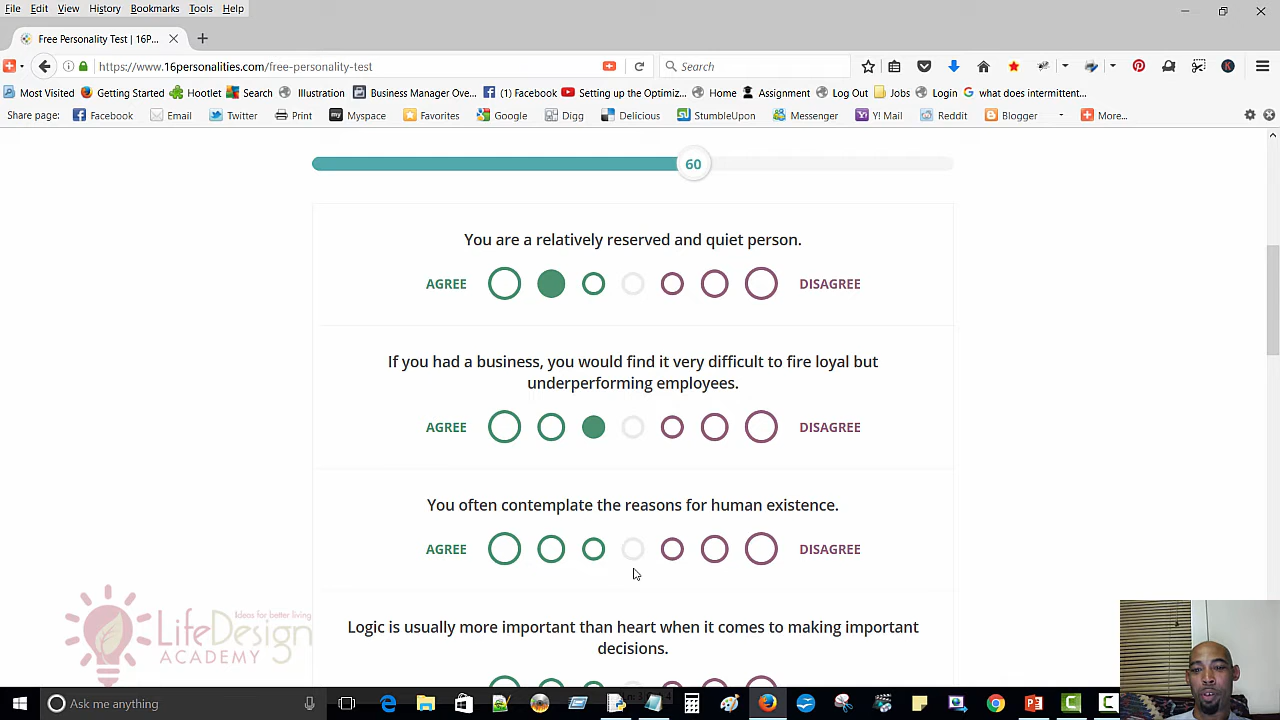 File Edit View History Bookmarks Tools Help
Free Personality Test | 16P...
https://www.16personalities.com/free-personality-test
Search
Most Visited Getting Started Hootlet Search Illustration Business Manager Ove... (1) Facebook Setting up the Optimiz... Home Assignment Log Out Jobs Login what does intermittent...
Share page: Facebook Email Twitter Print Myspace Favorites Google Digg Delicious StumbleUpon Messenger Y! Mail Reddit Blogger More...
60
You are a relatively reserved and quiet person.
AGREE DISAGREE
If you had a business, you would find it very difficult to fire loyal but
underperforming employees.
AGREE DISAGREE
You often contemplate the reasons for human existence.
AGREE DISAGREE
Ideas for better living
LifeDesign
ACADEMY
Logic is usually more important than heart when it comes to making important
decisions.
Ask me anything